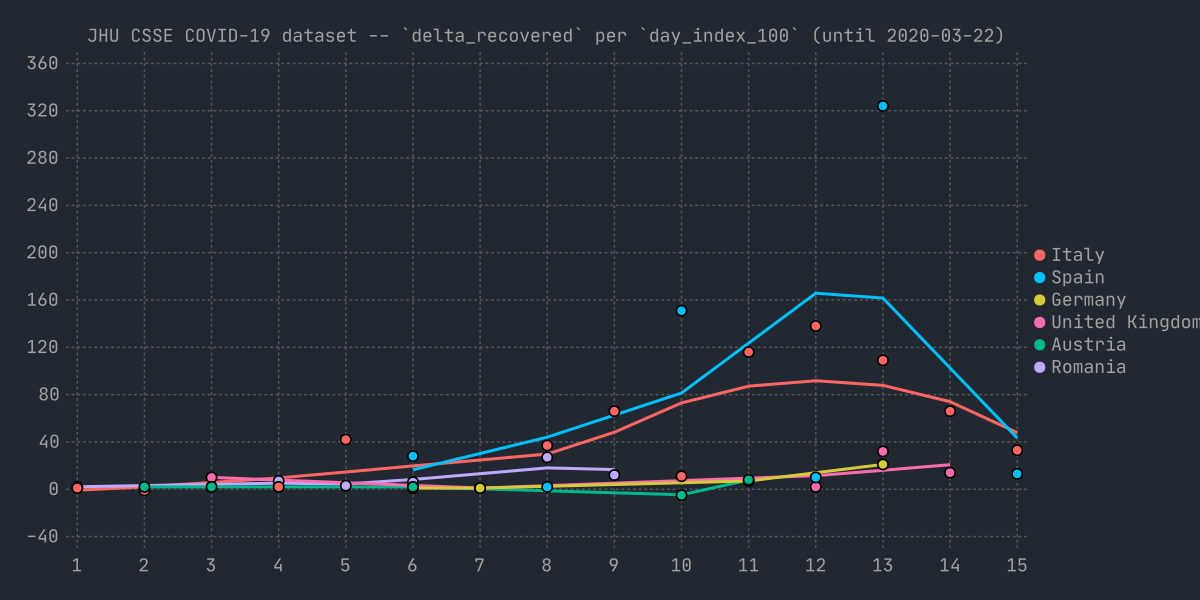 JHU CSSE COVID-19 dataset -- `delta_recovered` per `day_index_100` (until 2020-03-22)
360
320
280
240
200
160
120
80
40
0
-40
1 2 3 4 5 6 7 8 9 10 11 12 13 14 15
Italy
Spain
Germany
United Kingdom
Austria
Romania